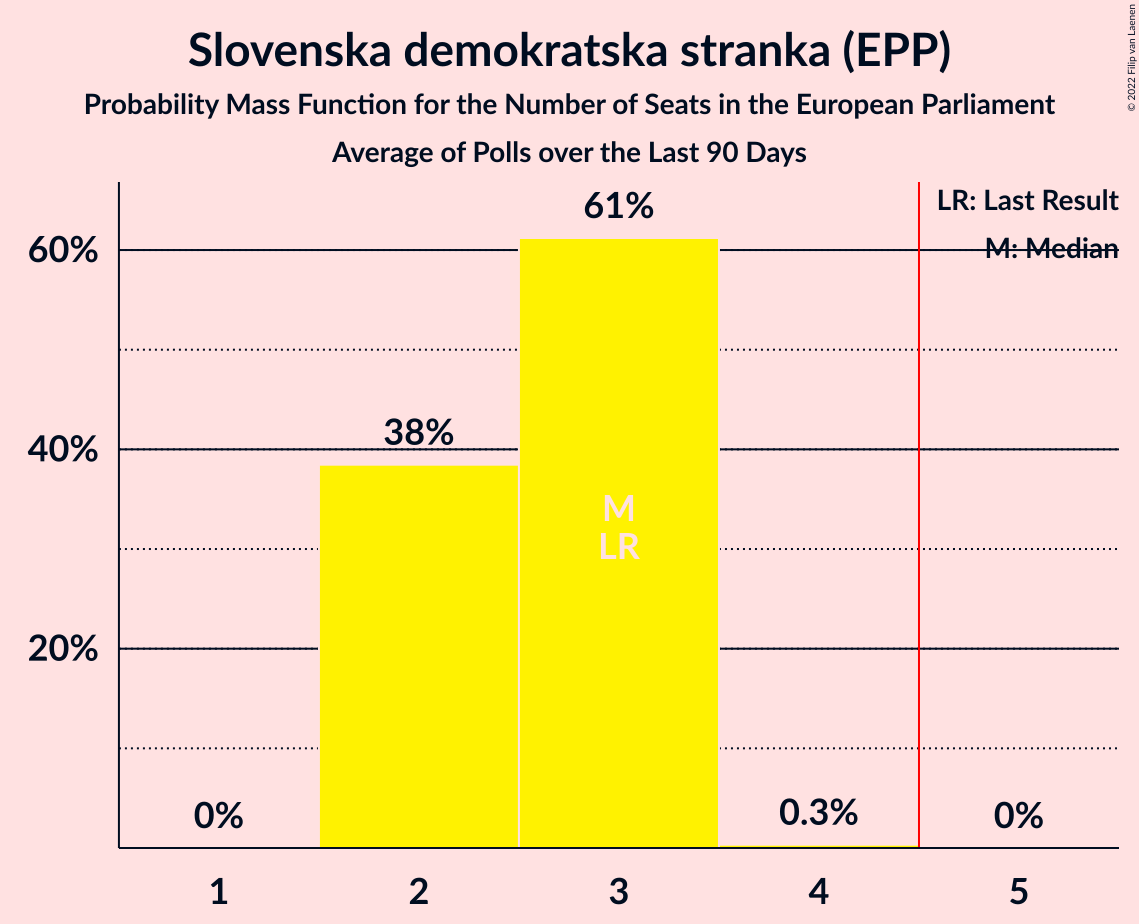 Slovenska demokratska stranka (EPP)
Probability Mass Function for the Number of Seats in the European Parliament
Average of Polls over the Last 90 Days
© 2022 Filip van Laenen
LR: Last Result
M: Median
61%
60%
38%
40%
M
LR
20%
0%
0.3%
0%
1 2 3 4 5